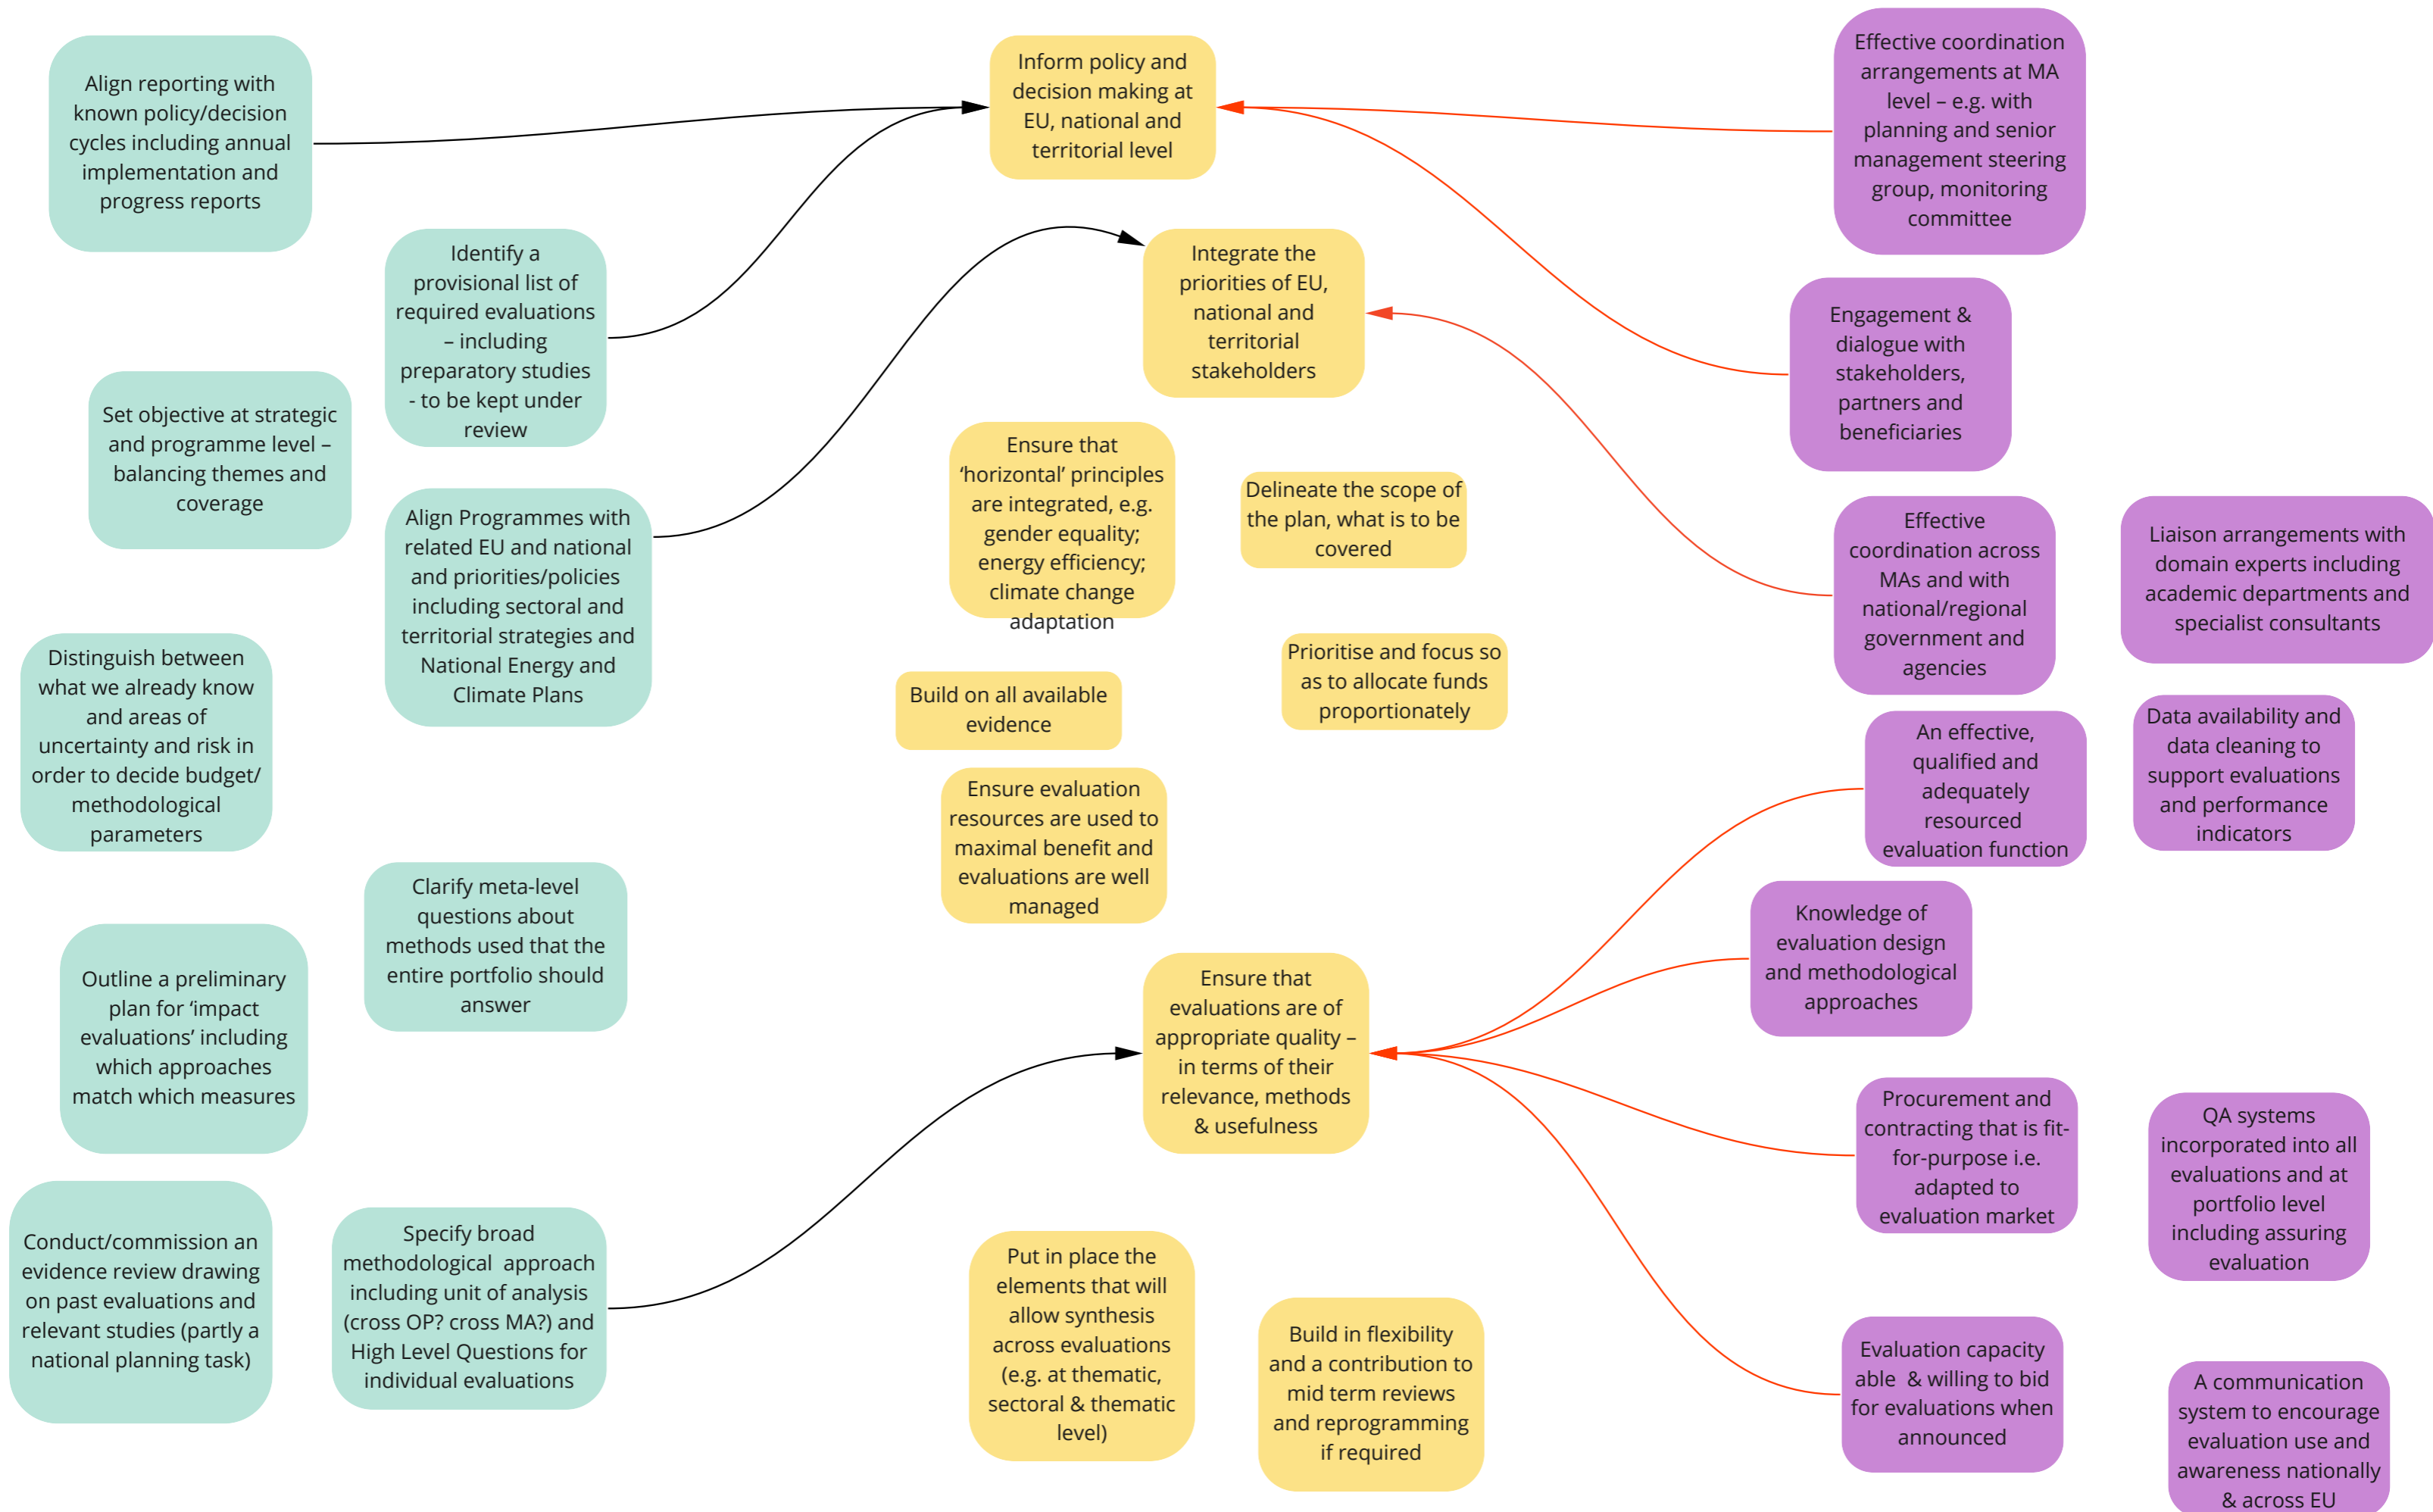 Align reporting with
known policy/decision
cycles including annual
implementation and
progress reports
Identify a
provisional list of
required evaluations
– including
preparatory studies
- to be kept under
review
Set objective at strategic
and programme level –
balancing themes and
coverage
Align Programmes with
related EU and national
and priorities/policies
including sectoral and
territorial strategies and
National Energy and
Climate Plans
Distinguish between
what we already know
and areas of
uncertainty and risk in
order to decide budget/
methodological
parameters
Clarify meta-level
questions about
methods used that the
entire portfolio should
answer
Outline a preliminary
plan for ‘impact
evaluations’ including
which approaches
match which measures
Conduct/commission an
evidence review drawing
on past evaluations and
relevant studies (partly a
national planning task)
Specify broad
methodological approach
including unit of analysis
(cross OP? cross MA?) and
High Level Questions for
individual evaluations
Inform policy and
decision making at
EU, national and
territorial level
Integrate the
priorities of EU,
national and
territorial
stakeholders
Ensure that
‘horizontal’ principles
are integrated, e.g.
gender equality;
energy efficiency;
climate change
adaptation
Delineate the scope of
the plan, what is to be
covered
Prioritise and focus so
as to allocate funds
proportionately
Build on all available
evidence
Ensure evaluation
resources are used to
maximal benefit and
evaluations are well
managed
Ensure that
evaluations are of
appropriate quality –
in terms of their
relevance, methods
& usefulness
Put in place the
elements that will
allow synthesis
across evaluations
(e.g. at thematic,
sectoral & thematic
level)
Build in flexibility
and a contribution to
mid term reviews
and reprogramming
if required
Effective coordination
arrangements at MA
level – e.g. with
planning and senior
management steering
group, monitoring
committee
Engagement &
dialogue with
stakeholders,
partners and
beneficiaries
Effective
coordination across
MAs and with
national/regional
government and
agencies
Liaison arrangements with
domain experts including
academic departments and
specialist consultants
An effective,
qualified and
adequately
resourced
evaluation function
Data availability and
data cleaning to
support evaluations
and performance
indicators
Knowledge of
evaluation design
and methodological
approaches
Procurement and
contracting that is fit-
for-purpose i.e.
adapted to
evaluation market
QA systems
incorporated into all
evaluations and at
portfolio level
including assuring
evaluation
Evaluation capacity
able & willing to bid
for evaluations when
announced
A communication
system to encourage
evaluation use and
awareness nationally
& across EU